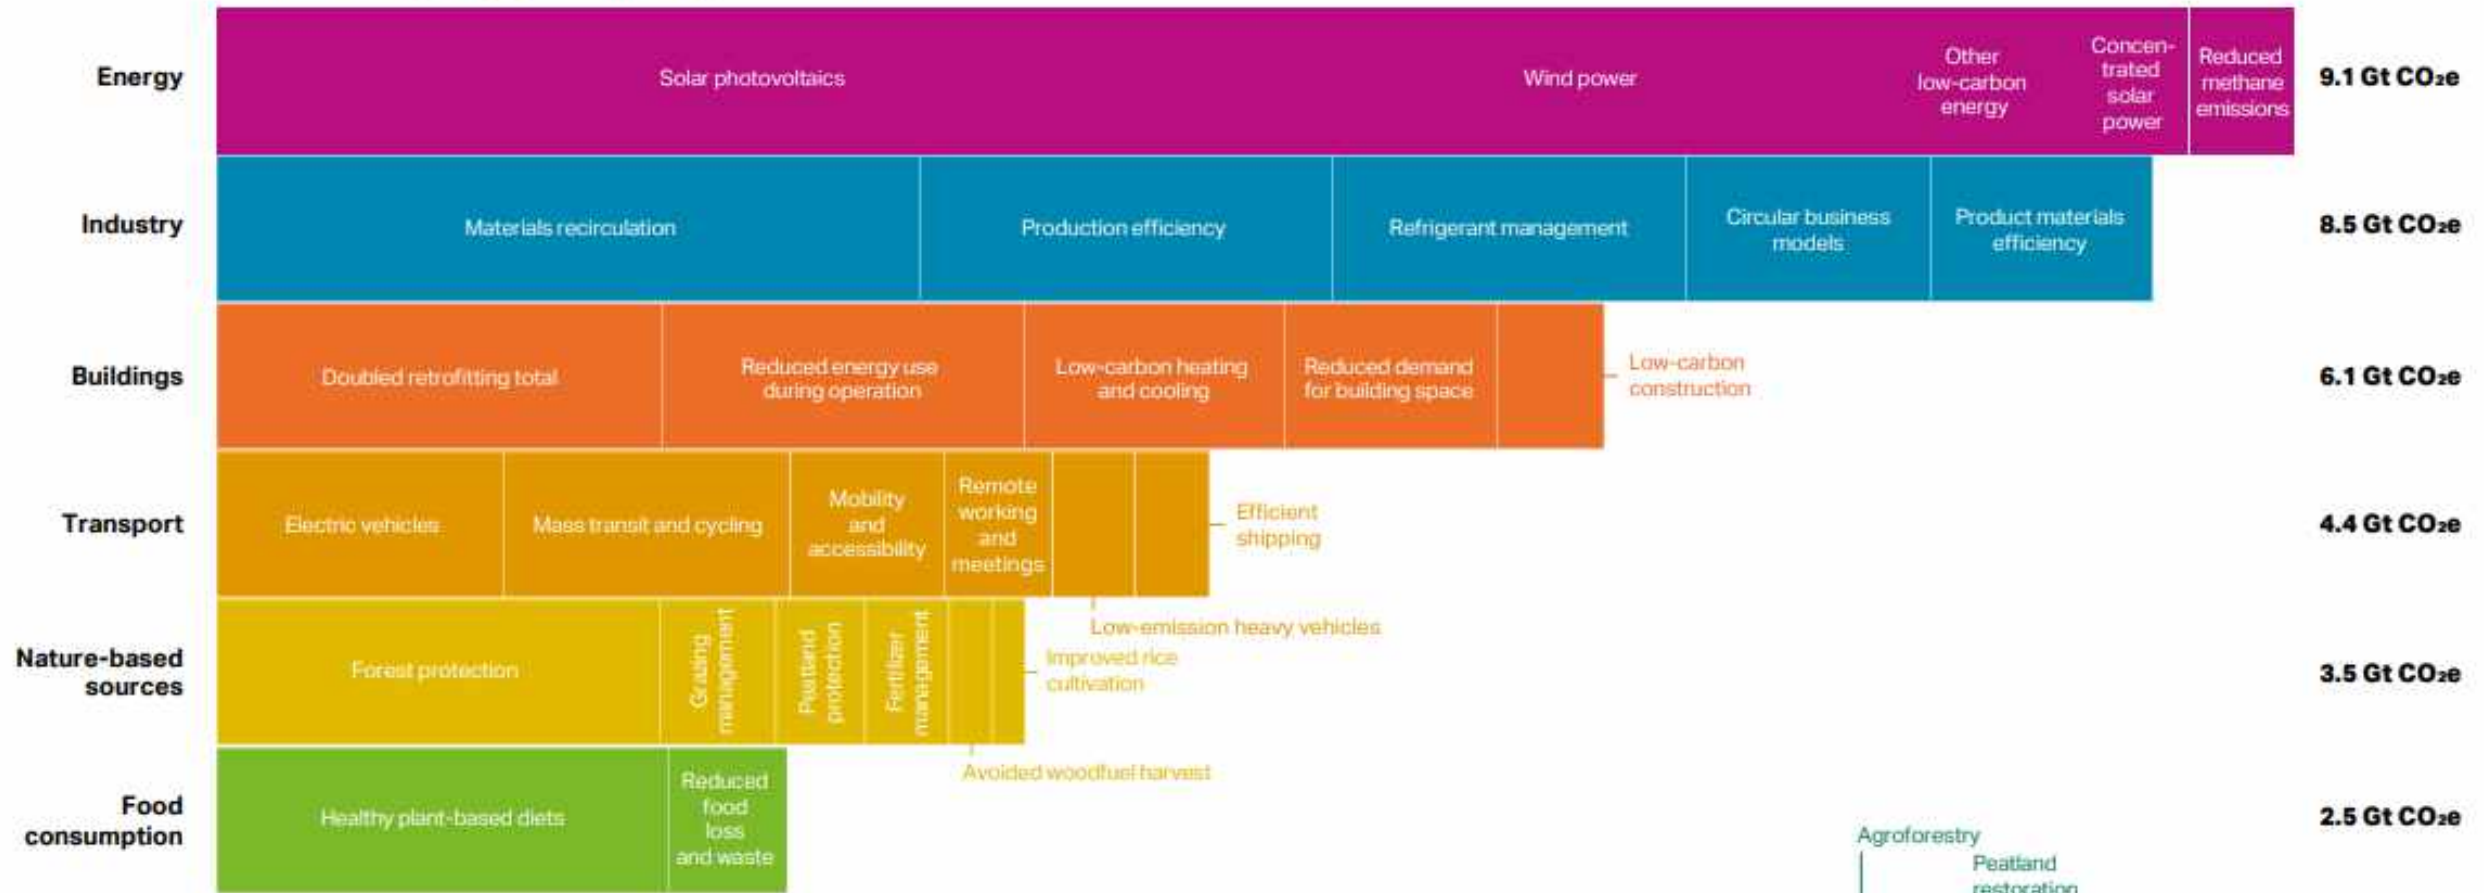 Energy
Solar photovoltaics
Wind power
Other
low-carbon
energy
Concen-
trated
solar
power
Reduced
methane
emissions
9.1 Gt CO₂e
Industry
Materials recirculation
Production efficiency
Refrigerant management
Circular business
models
Product materials
efficiency
8.5 Gt CO₂e
Buildings
Doubled retrofitting total
Reduced energy use
during operation
Low-carbon heating
and cooling
Reduced demand
for building space
Low-carbon
construction
6.1 Gt CO₂e
Transport
Electric vehicles
Mass transit and cycling
Mobility
and
accessibility
Remote
working
and
meetings
Efficient
shipping
4.4 Gt CO₂e
Low-emission heavy vehicles
Nature-based
sources
Forest protection
Grazing
management
Peatland
protection
Fertilizer
management
Improved rice
cultivation
3.5 Gt CO₂e
Avoided woodfuel harvest
Food
consumption
Healthy plant-based diets
Reduced
food
loss
and waste
2.5 Gt CO₂e
Agroforestry
Peatland
restoration